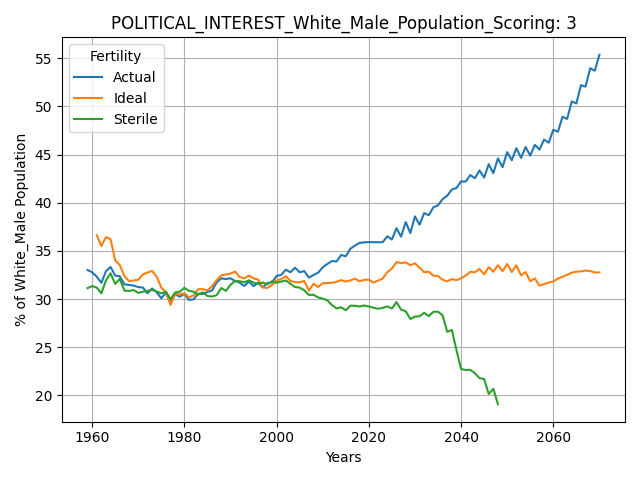 POLITICAL_INTEREST_White_Male_Population_Scoring: 3
Fertility
Actual
Ideal
Sterile
% of White_Male Population
55
50
45
40
35
30
25
20
1960 1980 2000 2020 2040 2060
Years